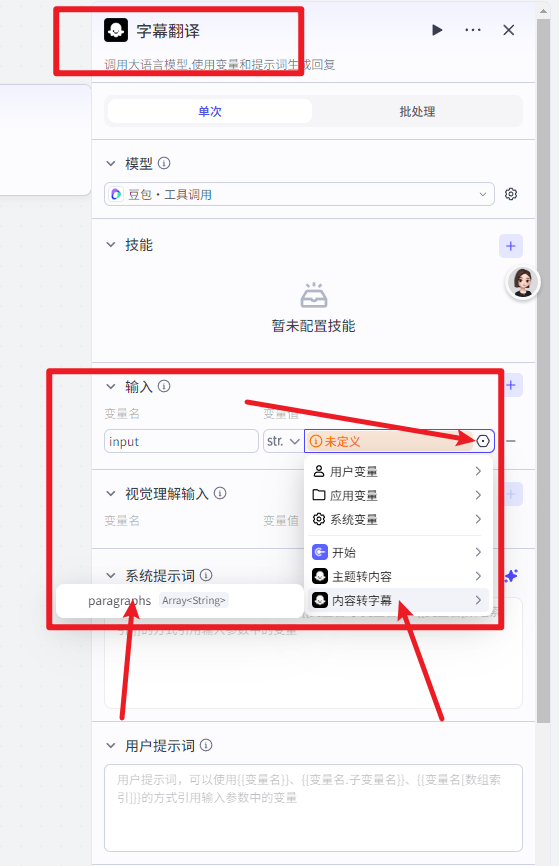 字幕翻译
调用大语言模型,使用变量和提示词生成回复
单次
批处理
模型
豆包·工具调用
技能
暂未配置技能
输入
变量名 变量值
input str. 未定义
用户变量
应用变量
系统变量
开始
主题转内容
内容转字幕
视觉理解输入
变量名 变量值
系统提示词
paragraphs Array<String>
引]}}的方式引用输入参数中的变量
用户提示词
用户提示词，可以使用{{变量名}}、{{变量名.子变量名}}、{{变量名[数组索
引]}}的方式引用输入参数中的变量